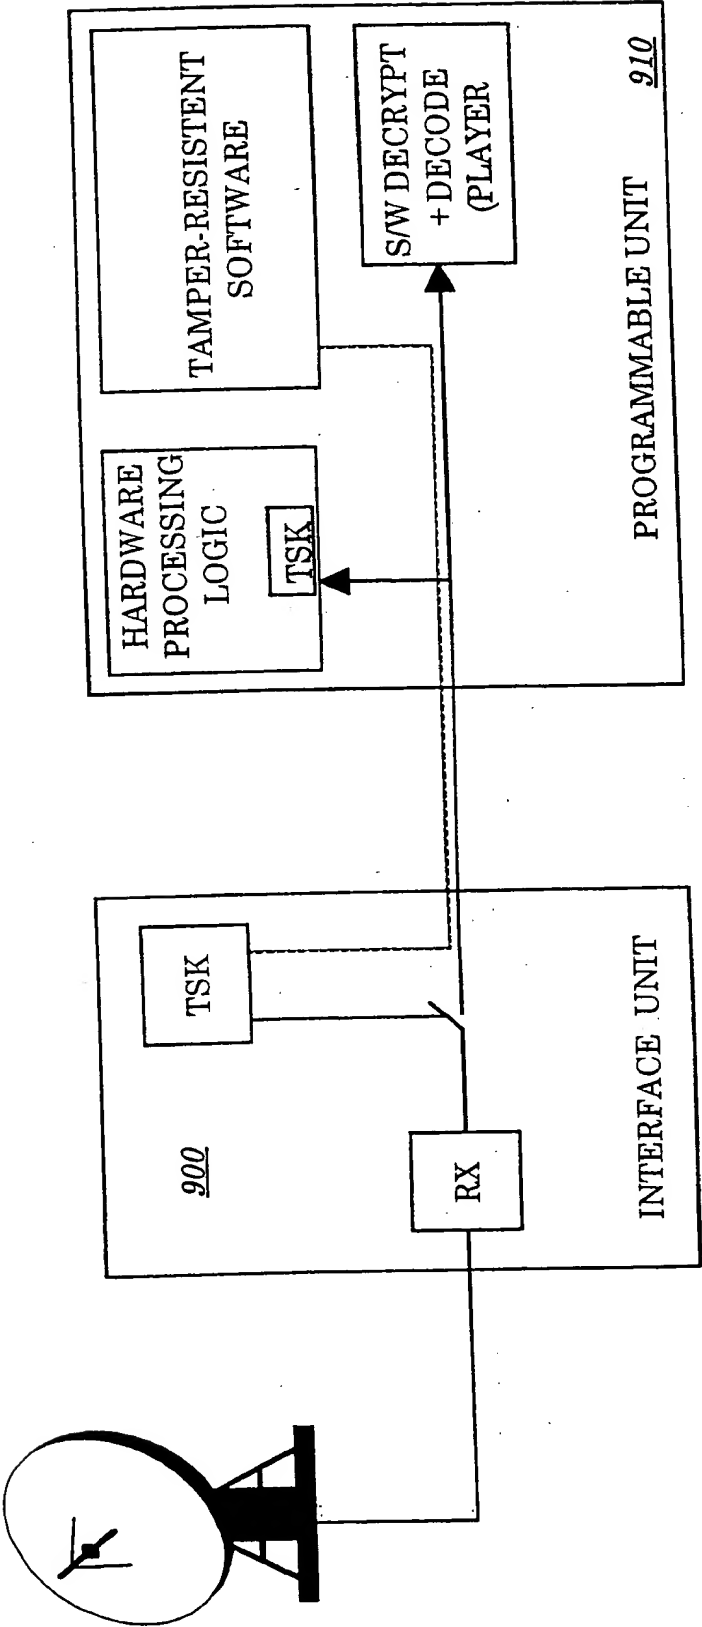 TSK
900
RX
INTERFACE UNIT
HARDWARE
PROCESSING
LOGIC
TSK
TAMPER-RESISTENT
SOFTWARE
S/W DECRYPT
+DECODE
(PLAYER
PROGRAMMABLE UNIT
910